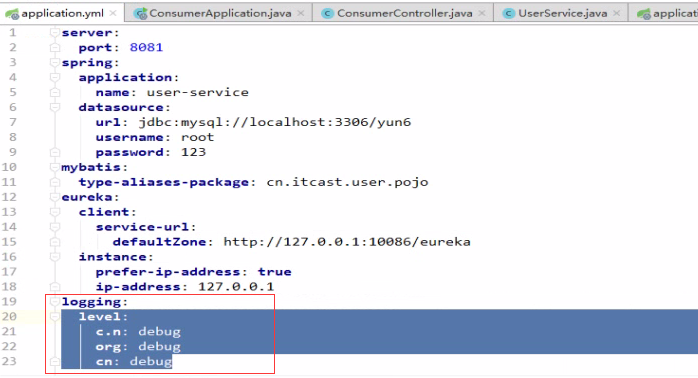 application.yml × ConsumerApplication.java × ConsumerController.java × UserService.java × applicati
1 server:
2   port: 8081
3 spring:
4   application:
5     name: user-service
6   datasource:
7     url: jdbc:mysql://localhost:3306/yun6
8     username: root
9     password: 123
10 mybatis:
11   type-aliases-package: cn.itcast.user.pojo
12 eureka:
13   client:
14     service-url:
15       defaultZone: http://127.0.0.1:10086/eureka
16   instance:
17     prefer-ip-address: true
18     ip-address: 127.0.0.1
19 logging:
20   level:
21     c.n: debug
22     org: debug
23     cn: debug